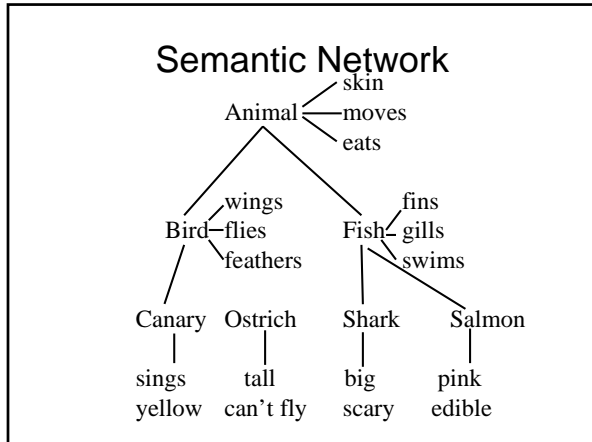 Semantic Network
skin
Animal moves
eats
wings fins
Bird flies Fish gills
feathers swims
Canary Ostrich Shark Salmon
sings tall big pink
yellow can't fly scary edible